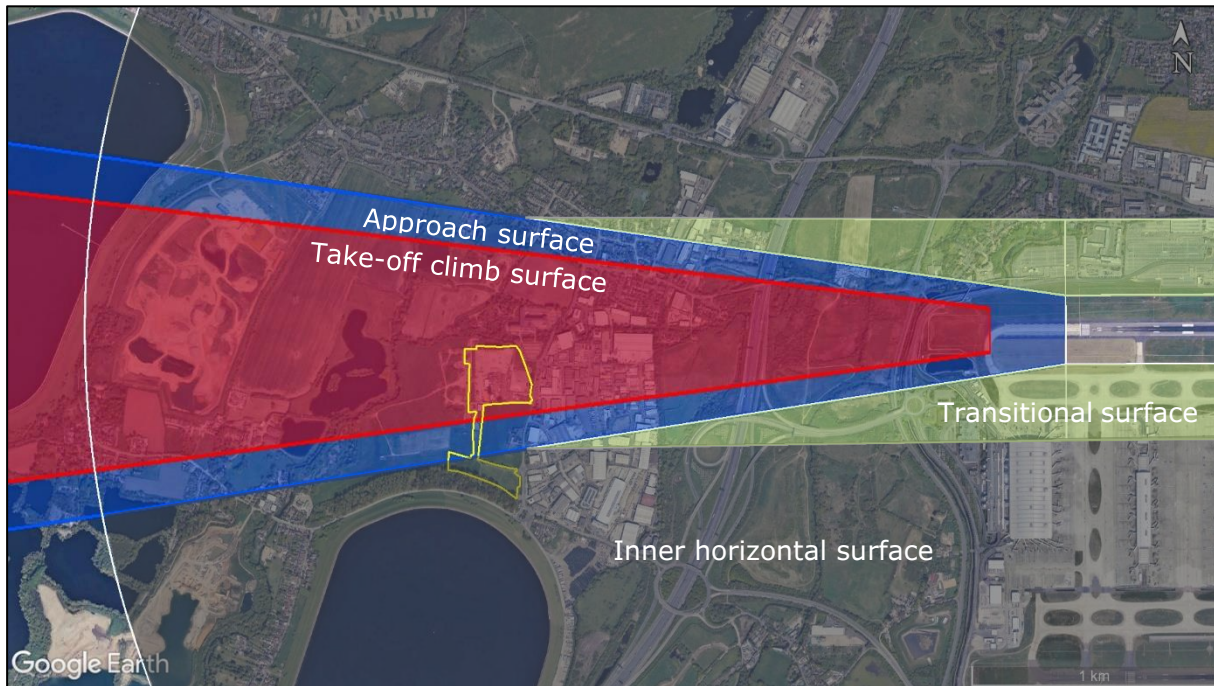 N
Approach surface
Take-off climb surface
Transitional surface
Inner horizontal surface
Google Earth
1 km